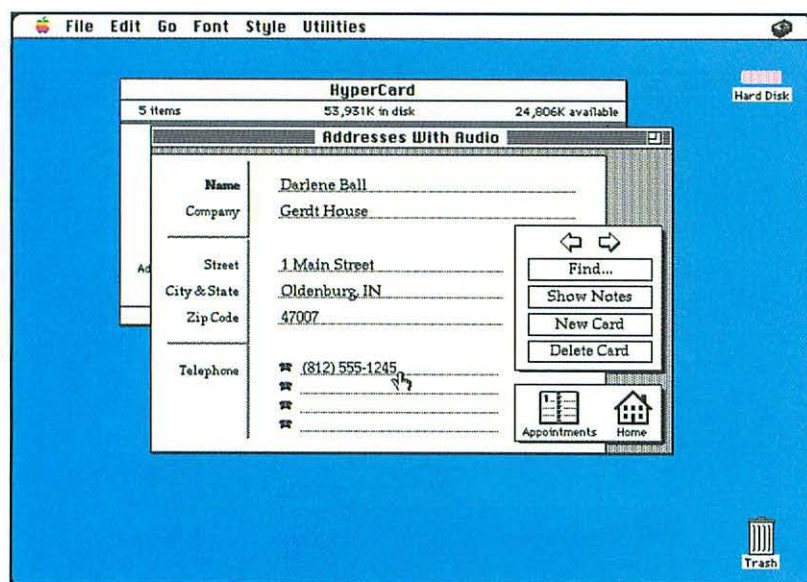 File Edit Go Font Style Utilities
Hard Disk
HyperCard
5 items 53,931K in disk 24,806K available
Addresses With Audio
Name Darlene Ball
Company Gerdt House
Street 1 Main Street
City & State Oldenburg, IN
Zip Code 47007
Telephone (812) 555-1245
Find...
Show Notes
New Card
Delete Card
Appointments Home
Ad
Trash